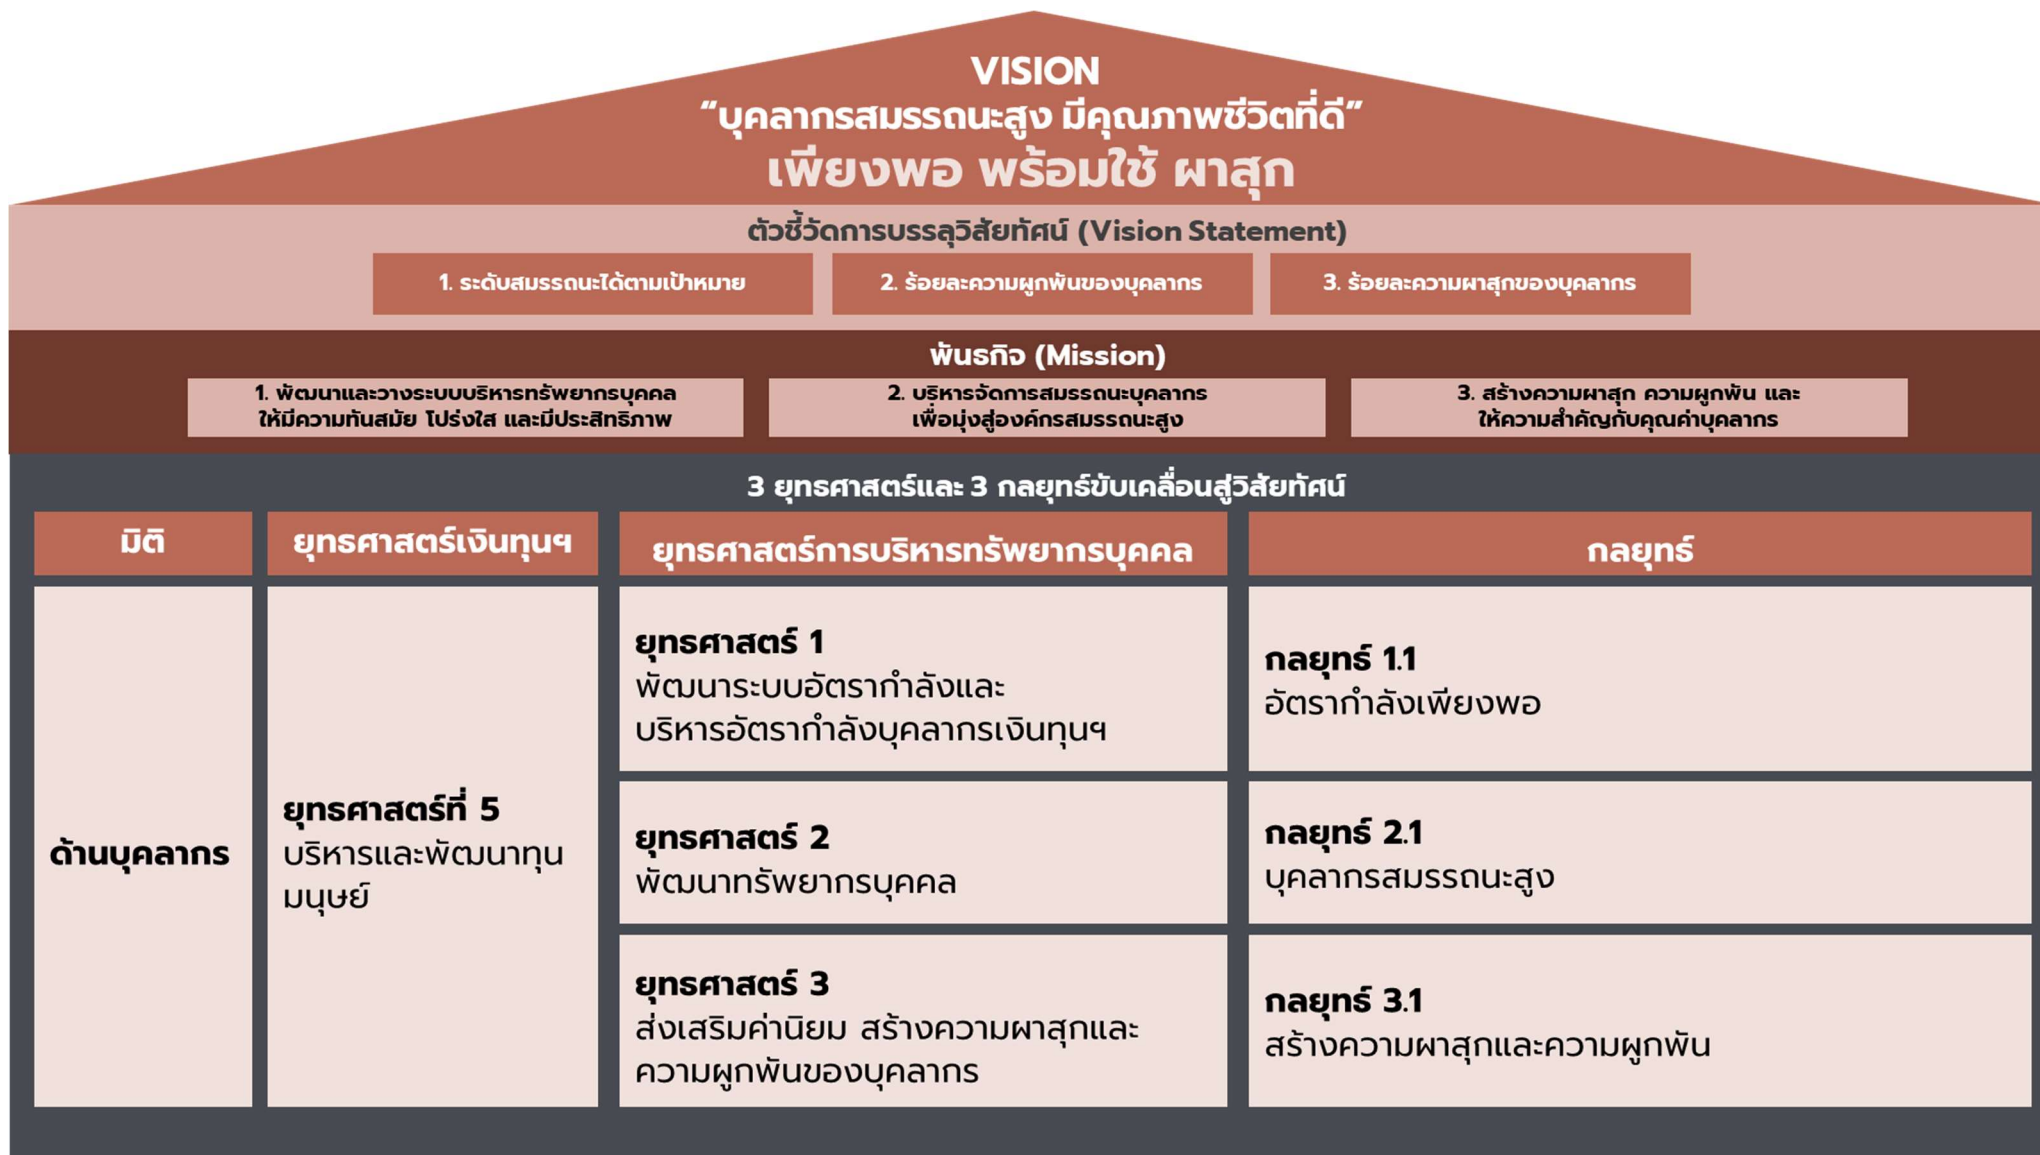 VISION
“บุคลากรสมรรถนะสูง มีคุณภาพชีวิตที่ดี”
เพียงพอ พร้อมใช้ ผาสุก
ตัวชี้วัดการบรรลุวิสัยทัศน์ (Vision Statement)
1. ระดับสมรรถนะได้ตามเป้าหมาย
2. ร้อยละความผูกพันของบุคลากร
3. ร้อยละความผาสุกของบุคลากร
พันธกิจ (Mission)
1. พัฒนาและวางระบบบริหารทรัพยากรบุคคล
ให้มีความทันสมัย โปร่งใส และมีประสิทธิภาพ
2. บริหารจัดการสมรรถนะบุคลากร
เพื่อมุ่งสู่องค์กรสมรรถนะสูง
3. สร้างความผาสุก ความผูกพัน และ
ให้ความสำคัญกับคุณค่าบุคลากร
3 ยุทธศาสตร์และ 3 กลยุทธ์ขับเคลื่อนสู่วิสัยทัศน์
มิติ
ยุทธศาสตร์เงินทุนฯ
ยุทธศาสตร์การบริหารทรัพยากรบุคคล
กลยุทธ์
ด้านบุคลากร
ยุทธศาสตร์ที่ 5
บริหารและพัฒนาทุน
มนุษย์
ยุทธศาสตร์ 1
พัฒนาระบบอัตรากำลังและ
บริหารอัตรากำลังบุคลากรเงินทุนฯ
กลยุทธ์ 1.1
อัตรากำลังเพียงพอ
ยุทธศาสตร์ 2
พัฒนาทรัพยากรบุคคล
กลยุทธ์ 2.1
บุคลากรสมรรถนะสูง
ยุทธศาสตร์ 3
ส่งเสริมค่านิยม สร้างความผาสุกและ
ความผูกพันของบุคลากร
กลยุทธ์ 3.1
สร้างความผาสุกและความผูกพัน